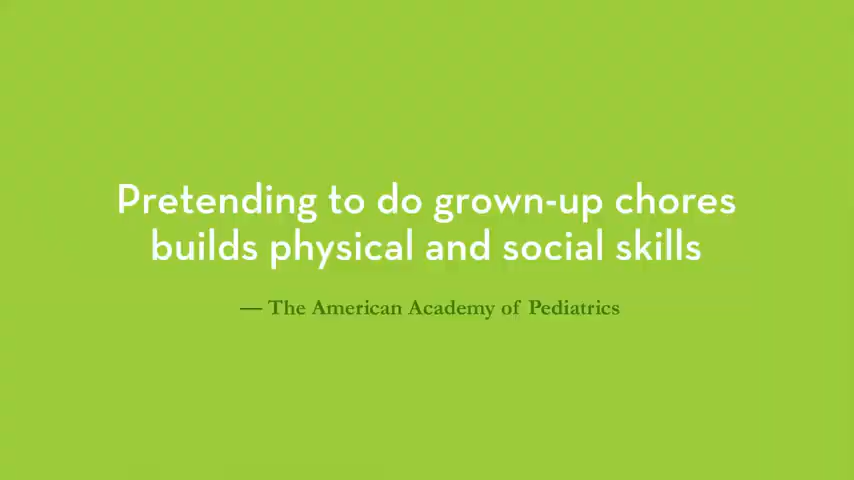 Pretending to do grown-up chores
builds physical and social skills
— The American Academy of Pediatrics